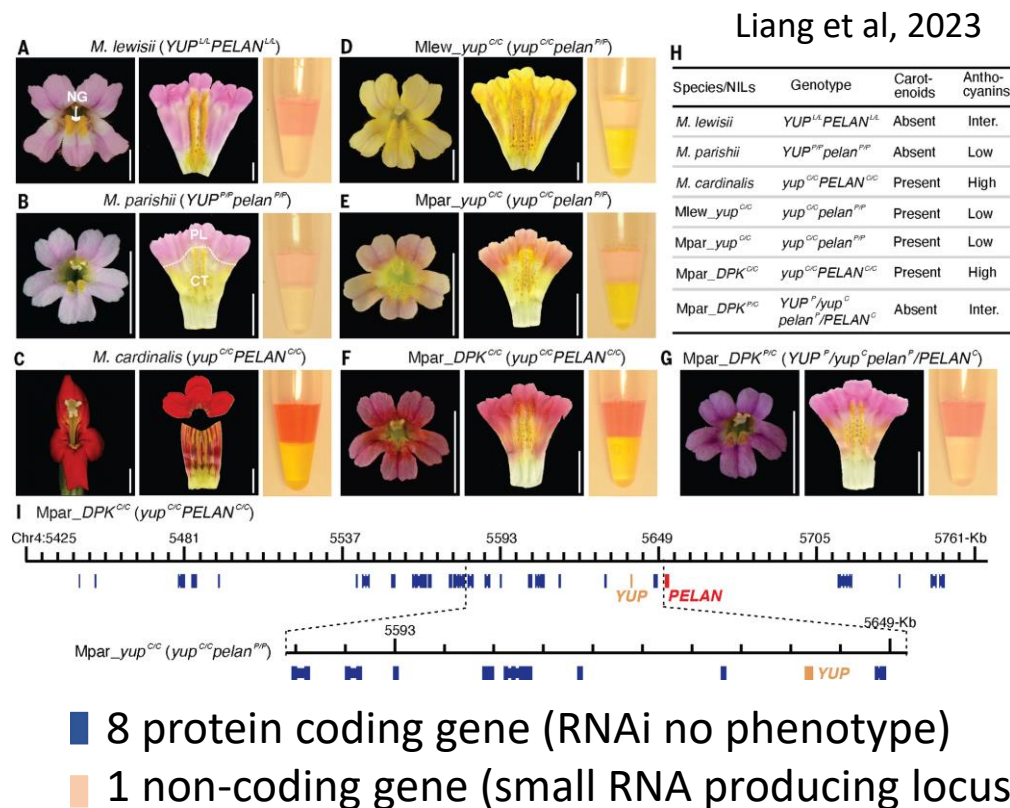 Liang et al, 2023
A M. lewisii (YUP^L/L PELAN^L/L)
NG
B M. parishii (YUP^P/P pelan^P/P)
PL
CT
C M. cardinalis (yup^C/C PELAN^C/C)
D Mlew_yup^C/C (yup^C/C pelan^P/P)
E Mpar_yup^C/C (yup^C/C pelan^P/P)
F Mpar_DPK^C/C (yup^C/C PELAN^C/C)
G Mpar_DPK^P/C (YUP^P/yup^C pelan^P/PELAN^C)
H
Species/NILs Genotype Carot-enoids Antho-cyanins
M. lewisii YUP^L/L PELAN^L/L Absent Inter.
M. parishii YUP^P/P pelan^P/P Absent Low
M. cardinalis yup^C/C PELAN^C/C Present High
Mlew_yup^C/C yup^C/C pelan^P/P Present Low
Mpar_yup^C/C yup^C/C pelan^P/P Present Low
Mpar_DPK^C/C yup^C/C PELAN^C/C Present High
Mpar_DPK^P/C YUP^P/yup^C pelan^P/PELAN^C Absent Inter.
I Mpar_DPK^C/C (yup^C/C PELAN^C/C)
Chr4:5425 5481 5537 5593 5649 5705 5761-Kb
YUP PELAN
5593 5649-Kb
Mpar_yup^C/C (yup^C/C pelan^P/P)
YUP
8 protein coding gene (RNAi no phenotype)
1 non-coding gene (small RNA producing locus